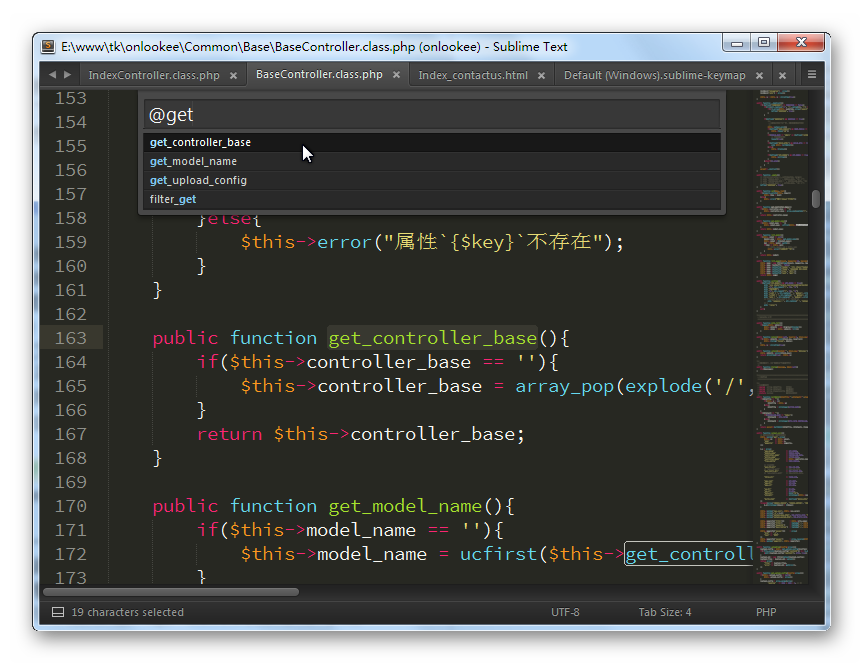 E:\www\tk\onlookee\Common\Base\BaseController.class.php (onlookee) - Sublime Text
IndexController.class.php BaseController.class.php Index_contactus.html Default (Windows).sublime-keymap
@get
get_controller_base
get_model_name
get_upload_config
filter_get
153
154
155
156
157
158 }else{
159 $this->error("属性`{$key}`不存在");
160 }
161 }
162
163 public function get_controller_base(){
164 if($this->controller_base == ''){
165 $this->controller_base = array_pop(explode('/',
166 }
167 return $this->controller_base;
168 }
169
170 public function get_model_name(){
171 if($this->model_name == ''){
172 $this->model_name = ucfirst($this->get_controll
173 }
19 characters selected UTF-8 Tab Size: 4 PHP